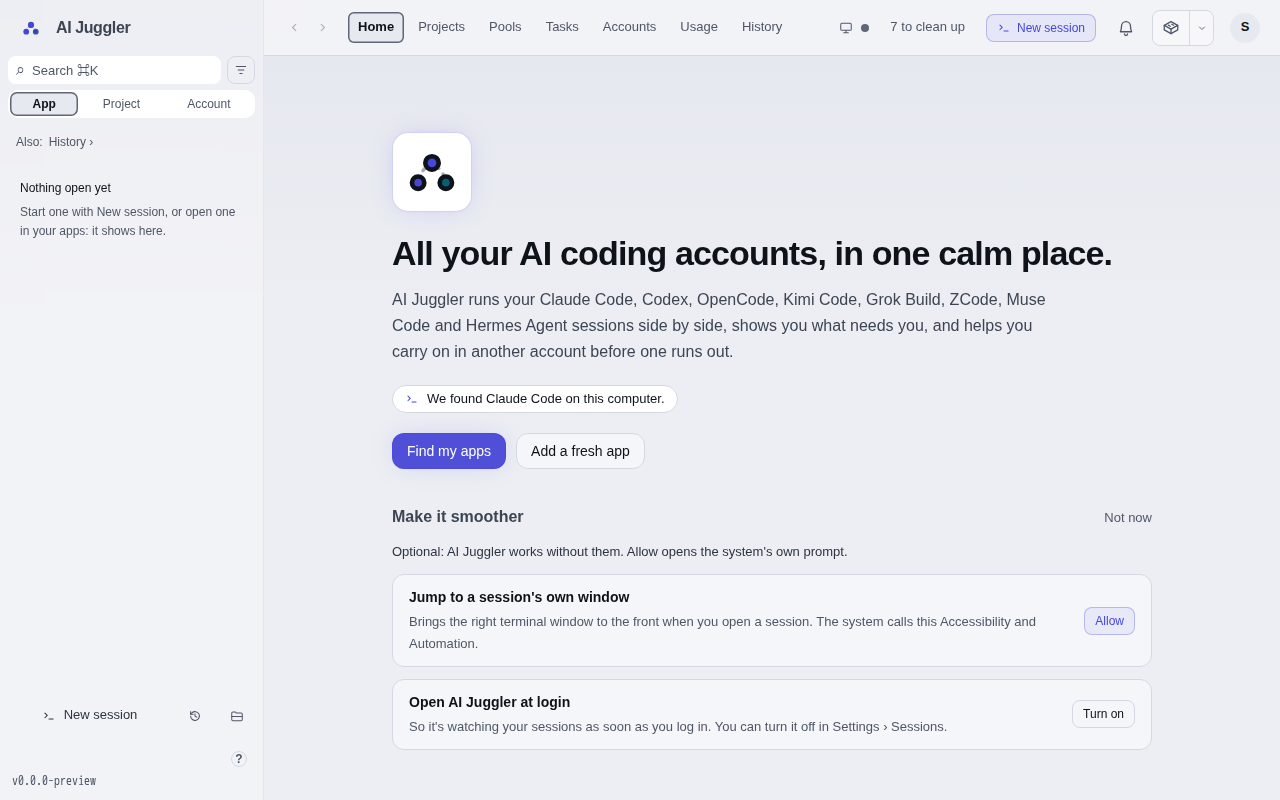 AI Juggler
Search ⌘K
App
Project
Account
Also: History ›
Nothing open yet
Start one with New session, or open one
in your apps: it shows here.
New session
?
v0.0.0-preview
Home
Projects
Pools
Tasks
Accounts
Usage
History
7 to clean up
New session
S
All your AI coding accounts, in one calm place.
AI Juggler runs your Claude Code, Codex, OpenCode, Kimi Code, Grok Build, ZCode, Muse
Code and Hermes Agent sessions side by side, shows you what needs you, and helps you
carry on in another account before one runs out.
We found Claude Code on this computer.
Find my apps
Add a fresh app
Make it smoother
Not now
Optional: AI Juggler works without them. Allow opens the system's own prompt.
Jump to a session's own window
Brings the right terminal window to the front when you open a session. The system calls this Accessibility and
Automation.
Allow
Open AI Juggler at login
So it's watching your sessions as soon as you log in. You can turn it off in Settings › Sessions.
Turn on